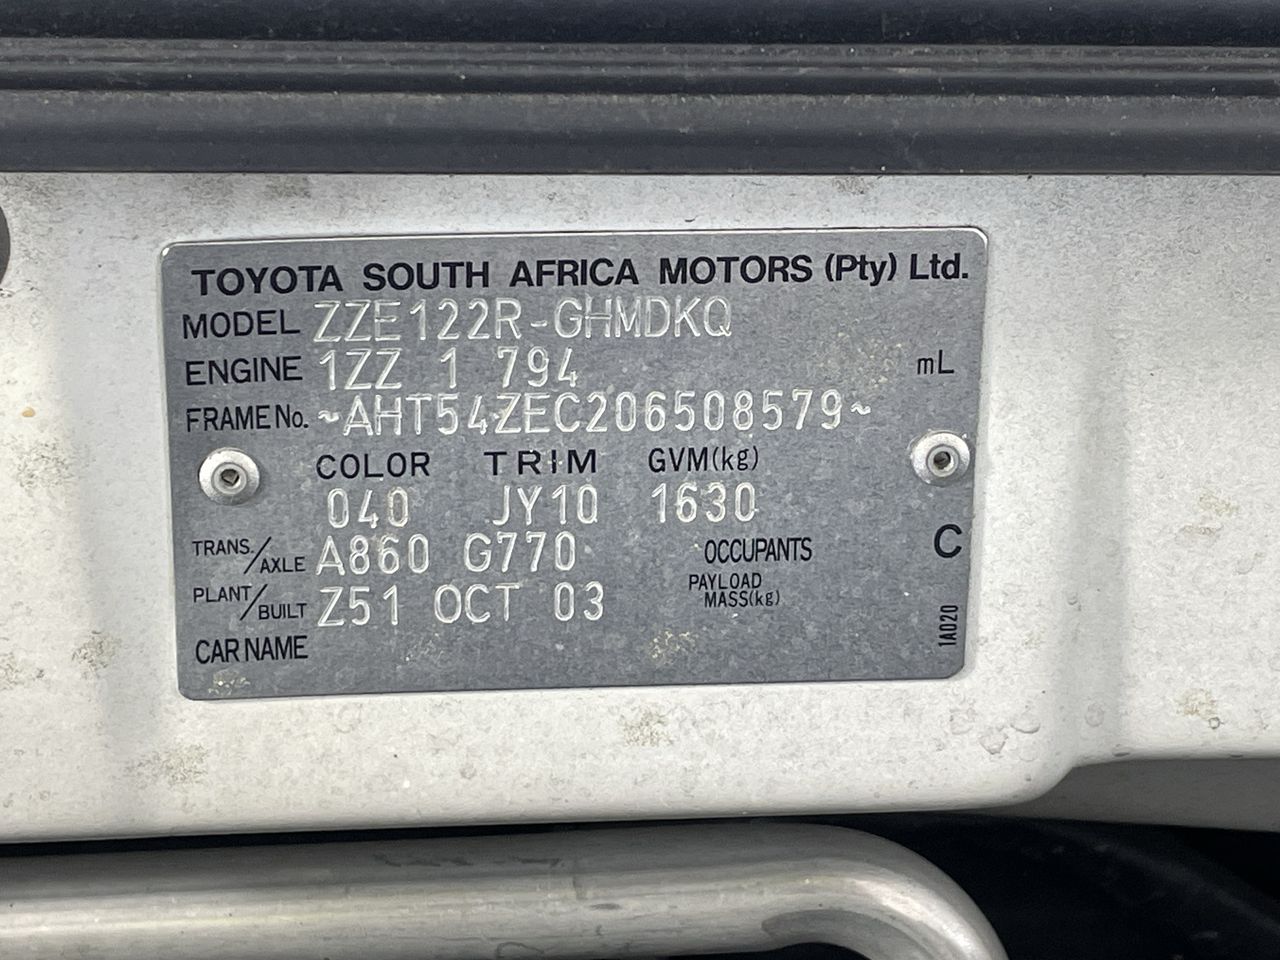 TOYOTA SOUTH AFRICA MOTORS (Pty) Ltd.
MODEL ZZE122R-GHMDKQ
ENGINE 1ZZ 1 794 mL
FRAME No. ~AHT54ZEC206508579~
COLOR TRIM GVM(kg)
040 JY10 1630
TRANS./AXLE A860 G770 OCCUPANTS C
PLANT/BUILT Z51 OCT 03 PAYLOAD MASS(kg)
CAR NAME 1A020